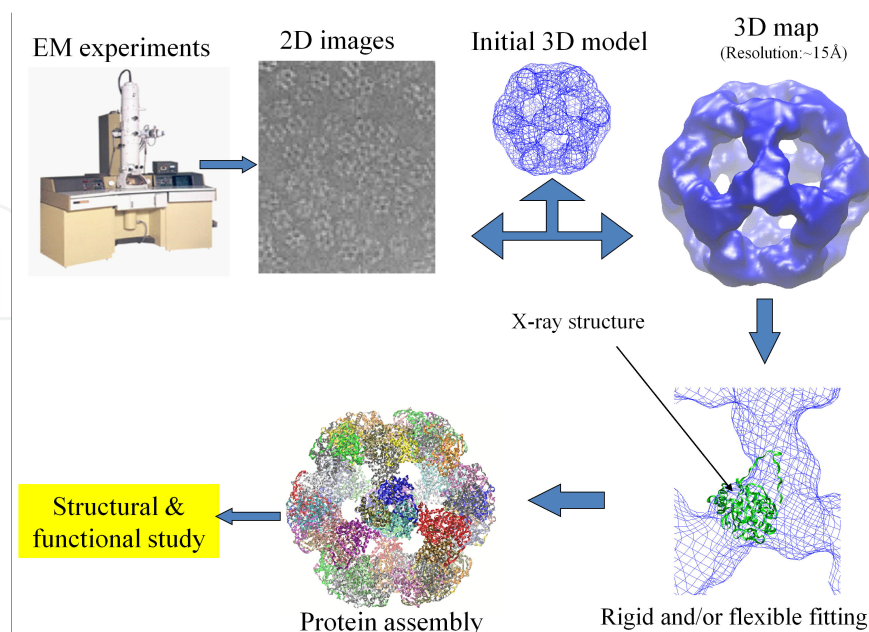 EM experiments
2D images
Initial 3D model
3D map
(Resolution:~15Å)
X-ray structure
Structural &
functional study
Protein assembly
Rigid and/or flexible fitting